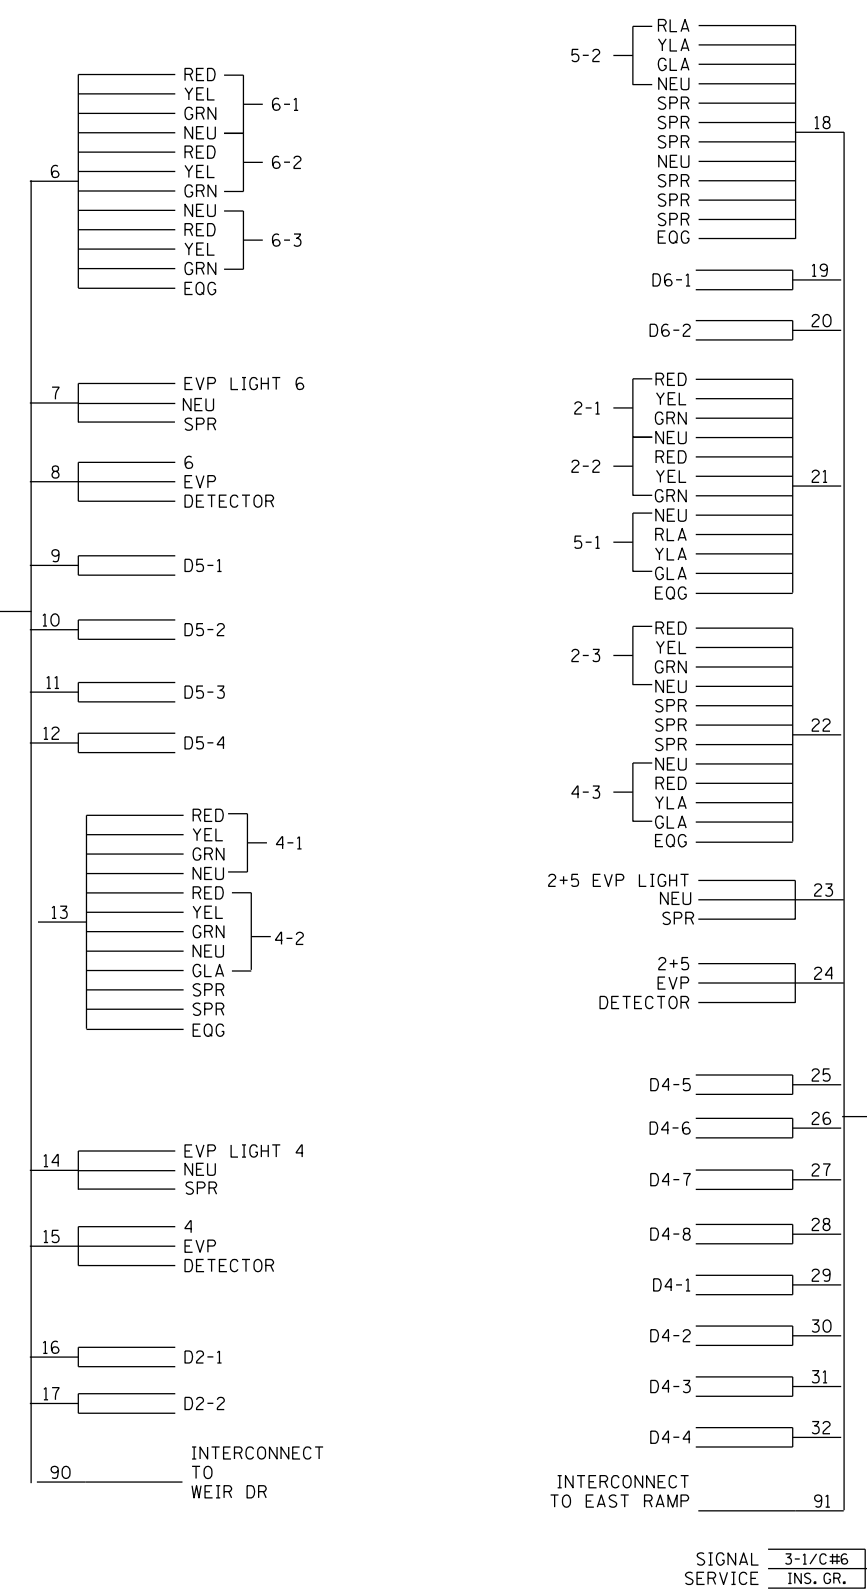 6
RED
YEL
GRN
NEU
RED
YEL
GRN
NEU
RED
YEL
GRN
EQG
6-1
6-2
6-3
7
EVP LIGHT 6
NEU
SPR
8
6
EVP
DETECTOR
9
D5-1
10
D5-2
11
D5-3
12
D5-4
13
RED
YEL
GRN
NEU
RED
YEL
GRN
NEU
GLA
SPR
SPR
EQG
4-1
4-2
14
EVP LIGHT 4
NEU
SPR
15
4
EVP
DETECTOR
16
D2-1
17
D2-2
90
INTERCONNECT
TO
WEIR DR
5-2
RLA
YLA
GLA
NEU
SPR
SPR
SPR
NEU
SPR
SPR
SPR
EQG
18
D6-1
19
D6-2
20
2-1
2-2
5-1
RED
YEL
GRN
NEU
RED
YEL
GRN
NEU
RLA
YLA
GLA
EQG
21
2-3
4-3
RED
YEL
GRN
NEU
SPR
SPR
SPR
NEU
RED
YLA
GLA
EQG
22
2+5 EVP LIGHT
NEU
SPR
23
2+5
EVP
DETECTOR
24
D4-5
25
D4-6
26
D4-7
27
D4-8
28
D4-1
29
D4-2
30
D4-3
31
D4-4
32
INTERCONNECT
TO EAST RAMP
91
SIGNAL 3-1/C#6
SERVICE INS. GR.